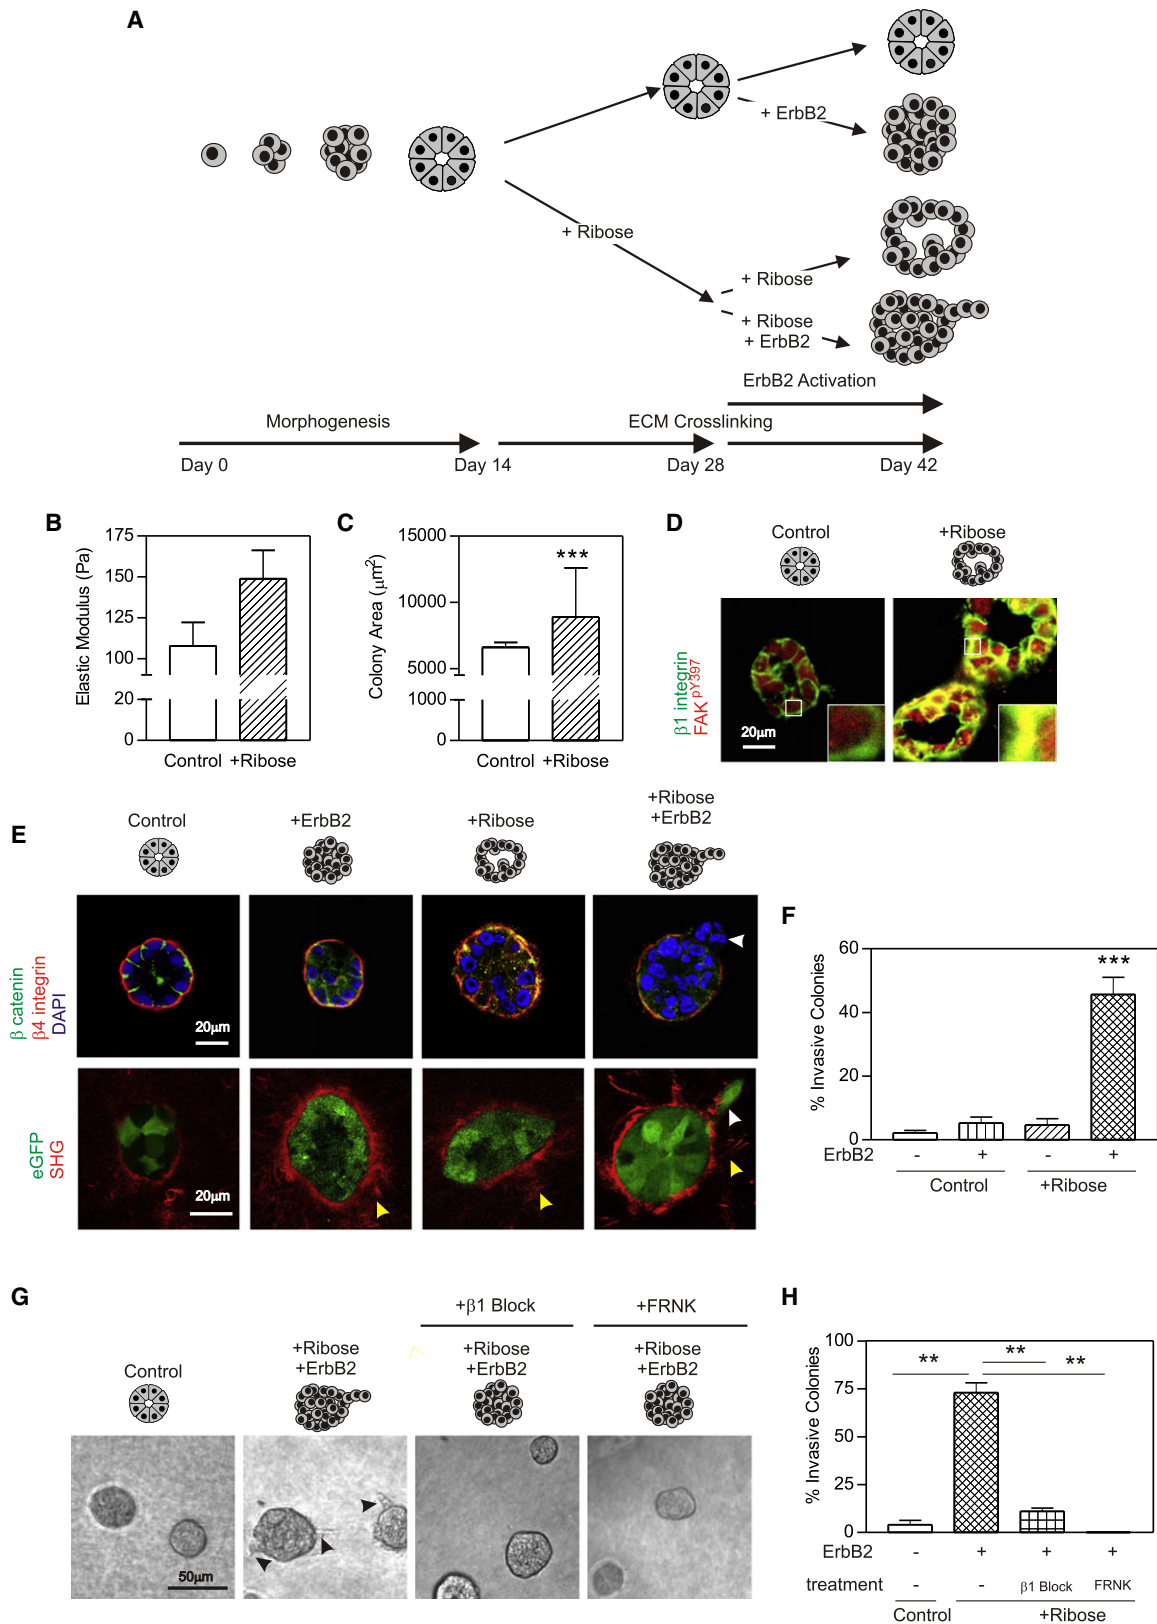 A
+ ErbB2
+ Ribose
+ Ribose
+ Ribose
+ ErbB2
ErbB2 Activation
Morphogenesis
ECM Crosslinking
Day 0
Day 14
Day 28
Day 42
B
Elastic Modulus (Pa)
175
150
125
100
20
0
Control
+Ribose
C
Colony Area (μm²)
15000
10000
5000
1000
0
***
Control
+Ribose
D
Control
+Ribose
β1 integrin
FAK pY397
20μm
E
Control
+ErbB2
+Ribose
+Ribose
+ErbB2
β catenin
β4 integrin
DAPI
20μm
eGFP
SHG
20μm
F
% Invasive Colonies
60
40
20
0
***
ErbB2
-
+
-
+
Control
+Ribose
G
+β1 Block
+FRNK
Control
+Ribose
+ErbB2
+Ribose
+ErbB2
+Ribose
+ErbB2
50μm
H
% Invasive Colonies
100
75
50
25
0
**
**
**
ErbB2
-
+
+
+
treatment
-
-
β1 Block
FRNK
Control
+Ribose